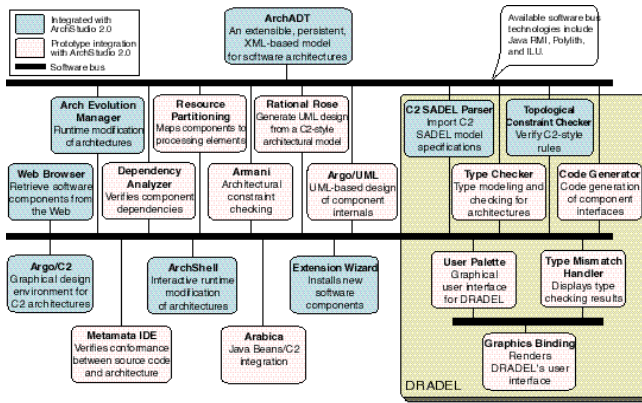 Integrated with
ArchStudio 2.0
Prototype integration
with ArchStudio 2.0
Software bus
ArchADT
An extensible, persistent,
XML-based model
for software architectures
Available software bus
technologies include
Java RMI, Polylith,
and ILU.
Arch Evolution
Manager
Runtime modification
of architectures
Resource
Partitioning
Maps components to
processing elements
Rational Rose
Generate UML design
from a C2-style
architectural model
C2 SADEL Parser
Import C2
SADEL model
specifications
Topological
Constraint Checker
Verify C2-style
rules
Web Browser
Retrieve software
components from
the Web
Dependency
Analyzer
Verifies component
dependencies
Armani
Architectural
constraint
checking
Argo/UML
UML-based design
of component
internals
Type Checker
Type modeling and
checking for
architectures
Code Generator
Code generation
of component
interfaces
Argo/C2
Graphical design
environment for
C2 architectures
ArchShell
Interactive runtime
modification
of architectures
Extension Wizard
Installs new
software
components
User Palette
Graphical
user interface
for DRADEL
Type Mismatch
Handler
Displays type
checking results
Metamata IDE
Verifies conformance
between source code
and architecture
Arabica
Java Beans/C2
integration
Graphics Binding
Renders
DRADEL's user
interface
DRADEL